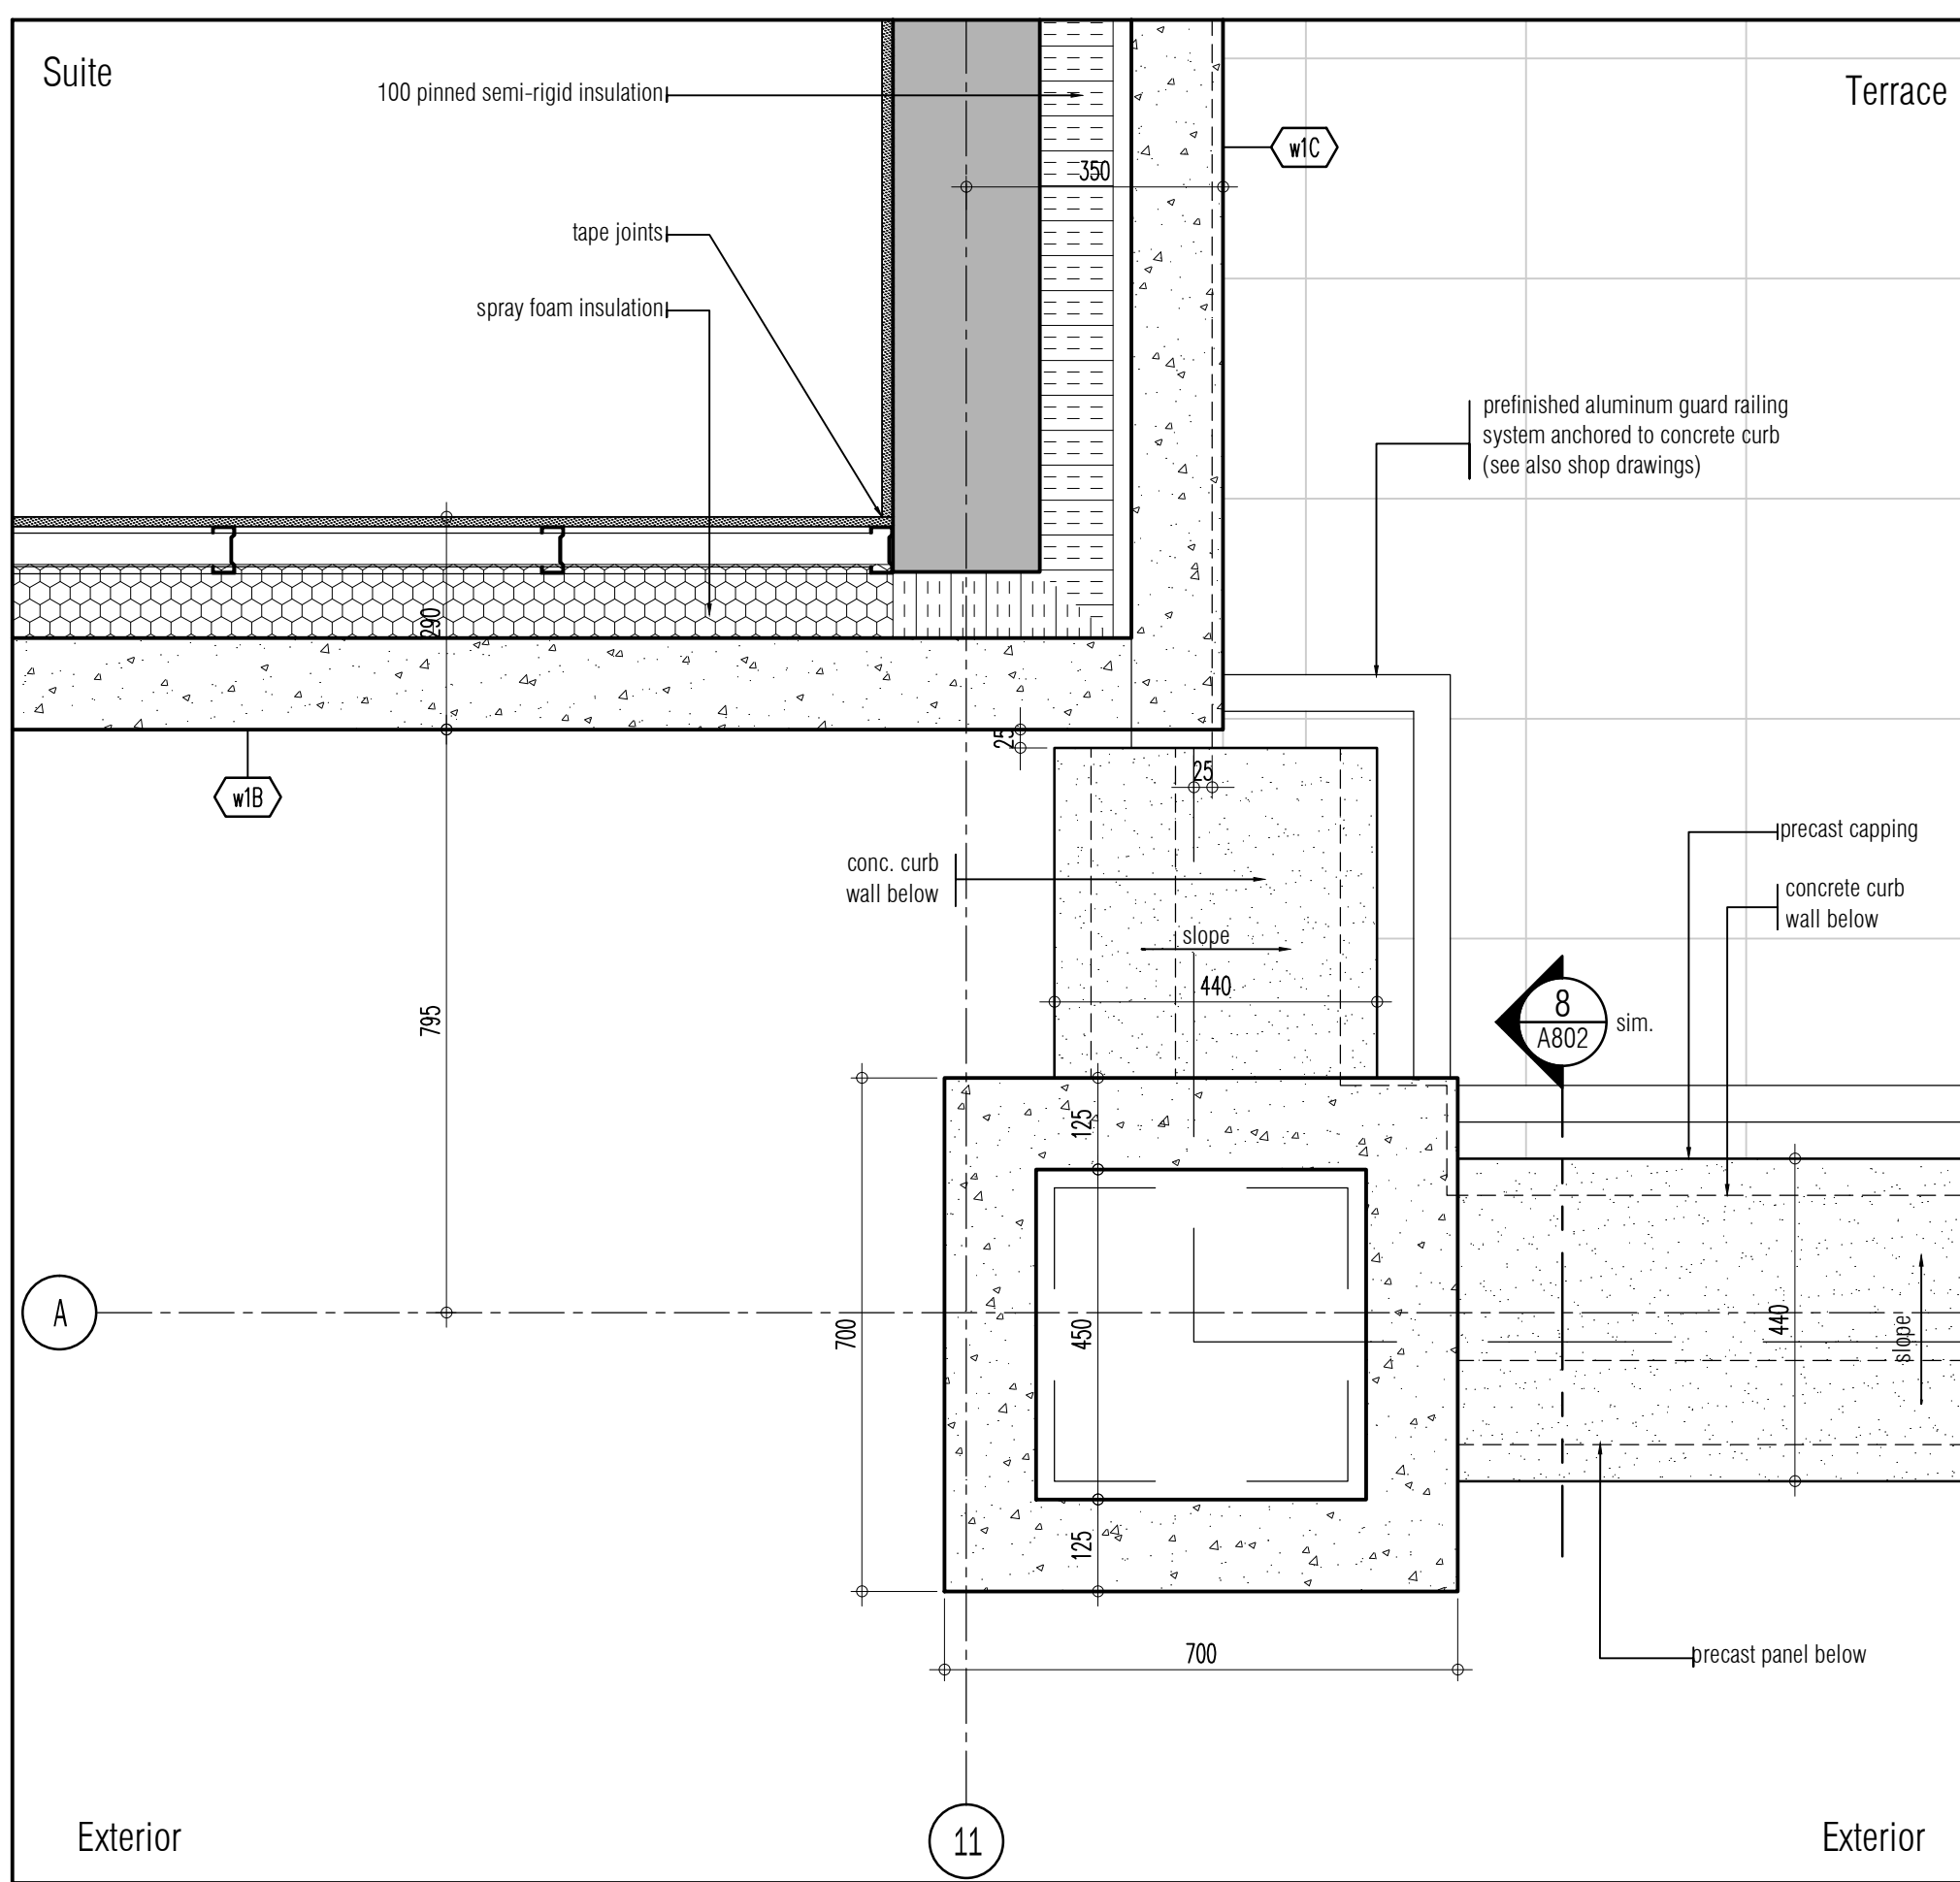 Suite
Terrace
100 pinned semi-rigid insulation
w1C
350
tape joints
spray foam insulation
prefinished aluminum guard railing
system anchored to concrete curb
(see also shop drawings)
290
25
25
w1B
precast capping
conc. curb
wall below
concrete curb
wall below
slope
440
795
8
A802
sim.
125
A
700
450
440
slope
125
700
precast panel below
Exterior
11
Exterior